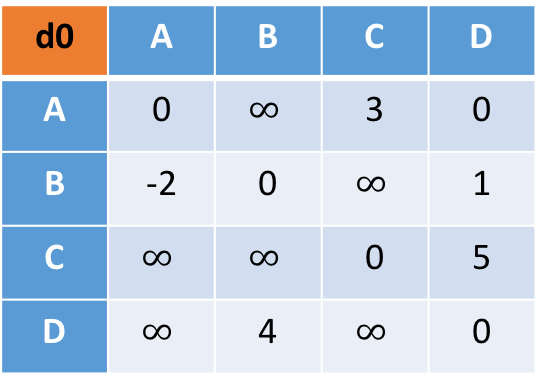 d0 A B C D
A 0 ∞ 3 0
B -2 0 ∞ 1
C ∞ ∞ 0 5
D ∞ 4 ∞ 0